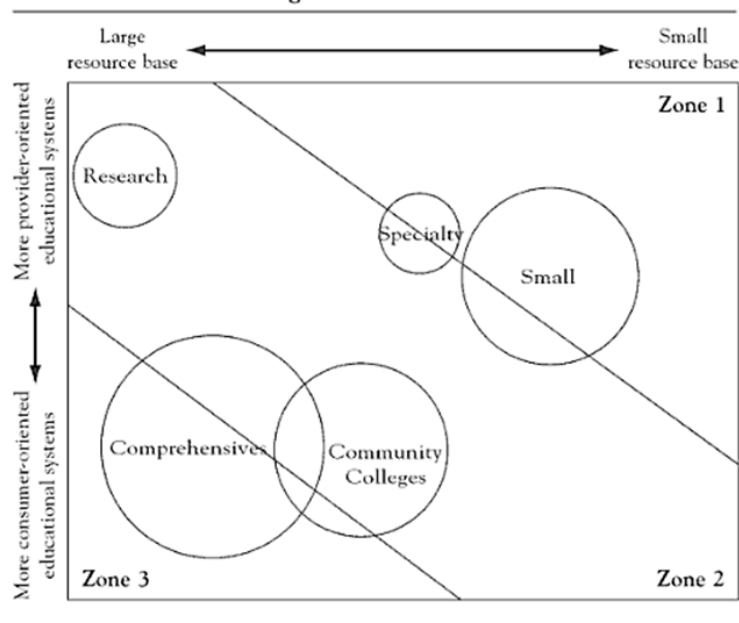 Large
resource base
Small
resource base
More provider-oriented
educational systems
More consumer-oriented
educational systems
Zone 1
Research
Specialty
Small
Comprehensives
Community
Colleges
Zone 3
Zone 2